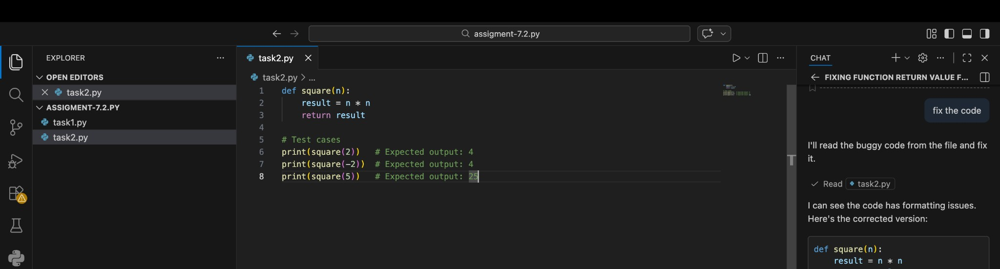 assigment-7.2.py
EXPLORER
OPEN EDITORS
task2.py
ASSIGMENT-7.2.PY
task1.py
task2.py
task2.py
task2.py > ...
1 def square(n):
2     result = n * n
3     return result
4
5 # Test cases
6 print(square(2))   # Expected output: 4
7 print(square(-2))  # Expected output: 4
8 print(square(5))   # Expected output: 25
CHAT
FIXING FUNCTION RETURN VALUE F...
fix the code
I'll read the buggy code from the file and fix
it.
Read task2.py
I can see the code has formatting issues.
Here's the corrected version:
def square(n):
    result = n * n